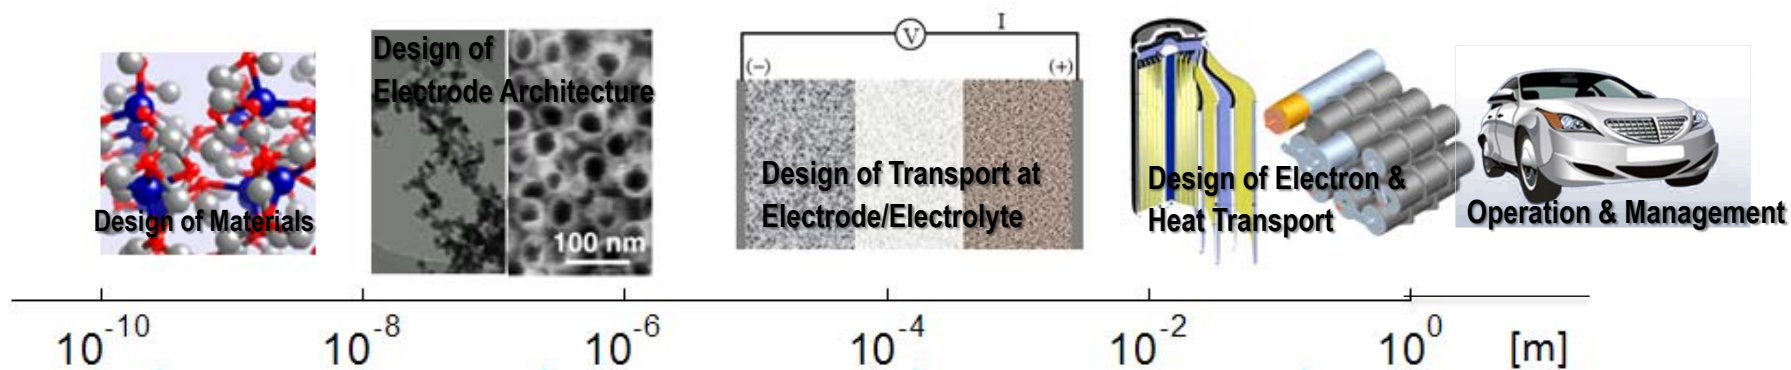 Design of Materials
Design of
Electrode Architecture
100 nm
V
I
(-)
(+)
Design of Transport at
Electrode/Electrolyte
Design of Electron &
Heat Transport
Operation & Management
10-10
10-8
10-6
10-4
10-2
100
[m]